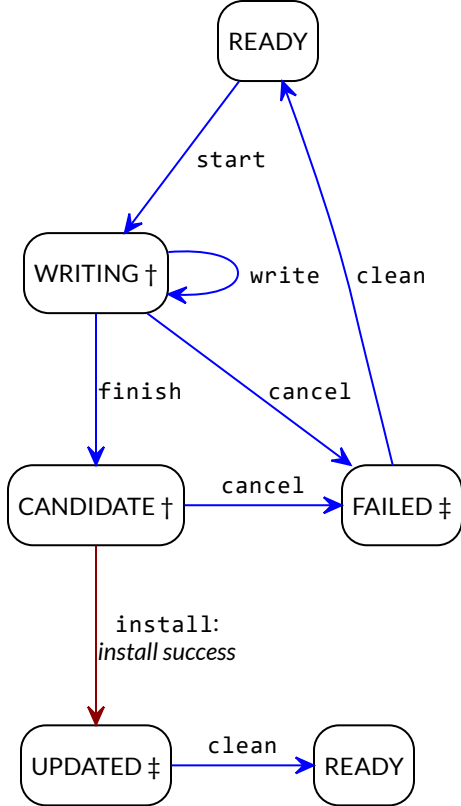 READY
start
WRITING †
write
clean
finish
cancel
CANDIDATE †
cancel
FAILED ‡
install:
install success
UPDATED ‡
clean
READY